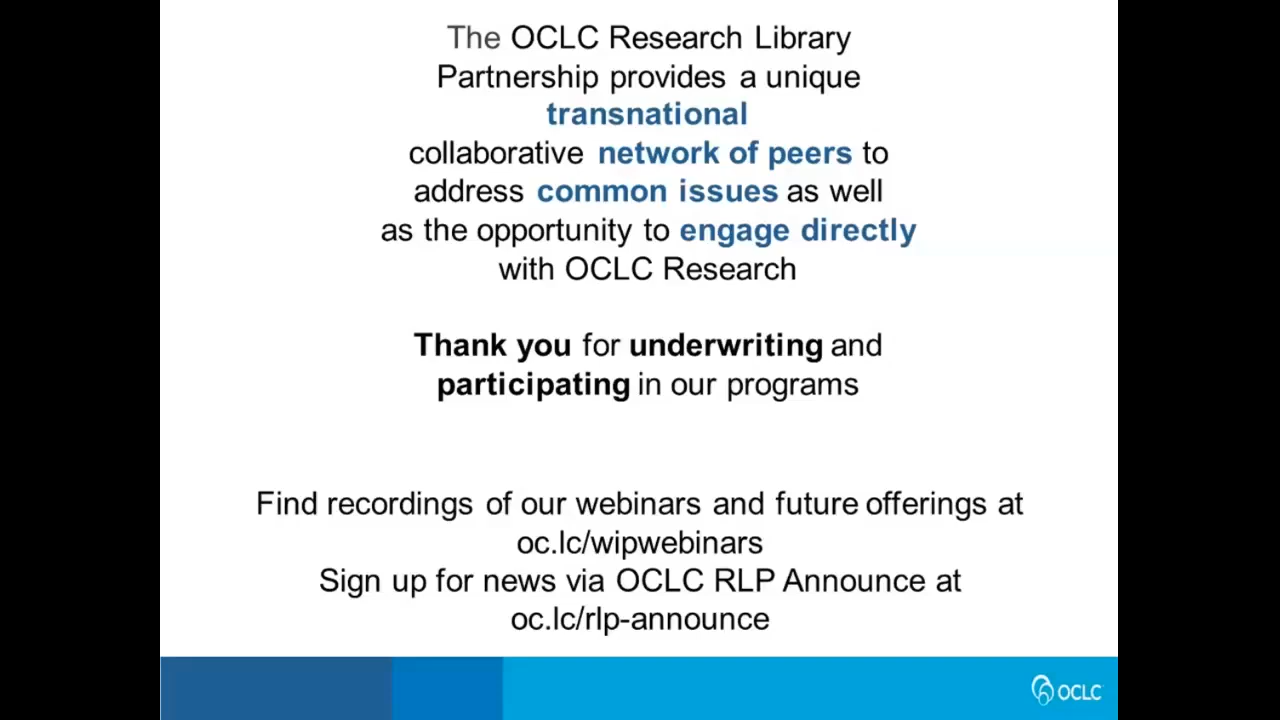 The OCLC Research Library
Partnership provides a unique
transnational
collaborative network of peers to
address common issues as well
as the opportunity to engage directly
with OCLC Research
Thank you for underwriting and
participating in our programs
Find recordings of our webinars and future offerings at
oc.lc/wipwebinars
Sign up for news via OCLC RLP Announce at
oc.lc/rlp-announce
OCLC